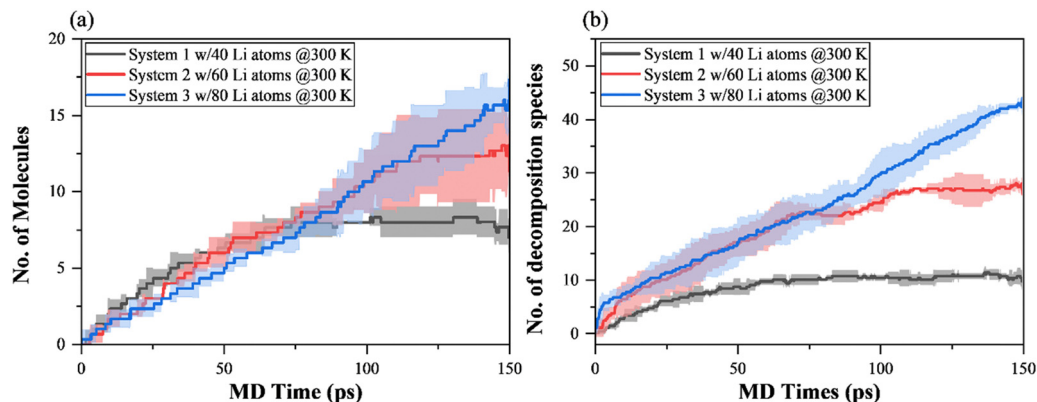 (a)
No. of Molecules
20
15
10
5
0
System 1 w/40 Li atoms @300 K
System 2 w/60 Li atoms @300 K
System 3 w/80 Li atoms @300 K
0 25 50 75 100 125 150
MD Time (ps)
(b)
No. of decomposition species
50
40
30
20
10
0
System 1 w/40 Li atoms @300 K
System 2 w/60 Li atoms @300 K
System 3 w/80 Li atoms @300 K
0 50 100 150
MD Times (ps)